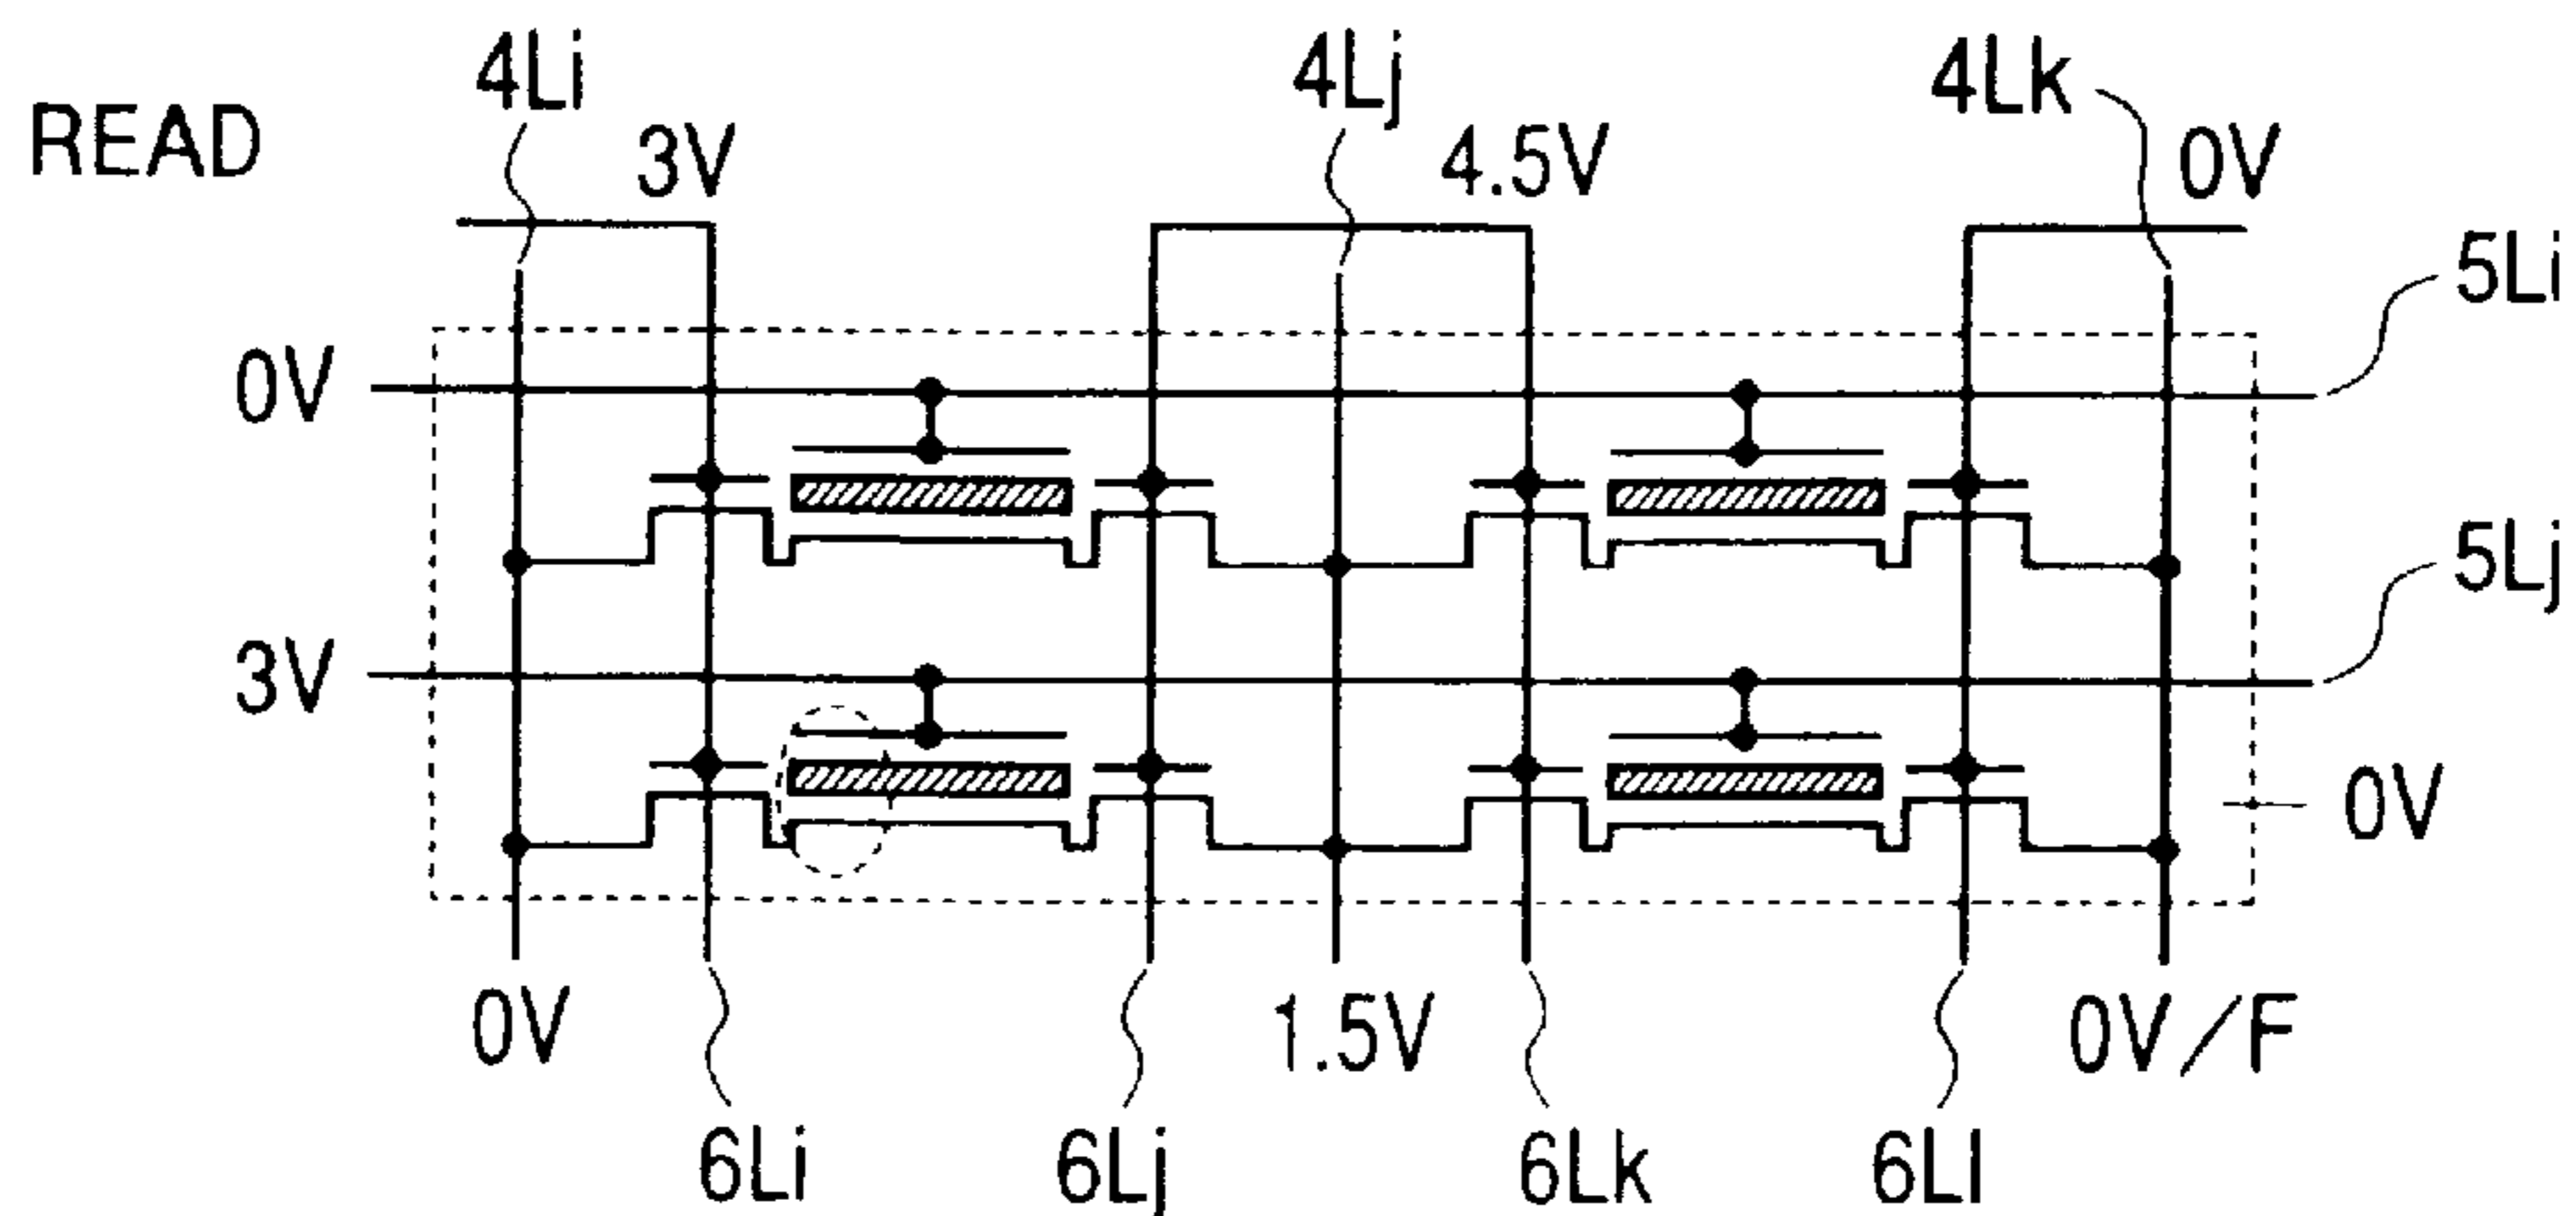 4Li 4Lj 4Lk
READ 3V 4.5V 0V
5Li
0V
5Lj
3V
0V
0V 1.5V 0V/F
6Li 6Lj 6Lk 6Ll